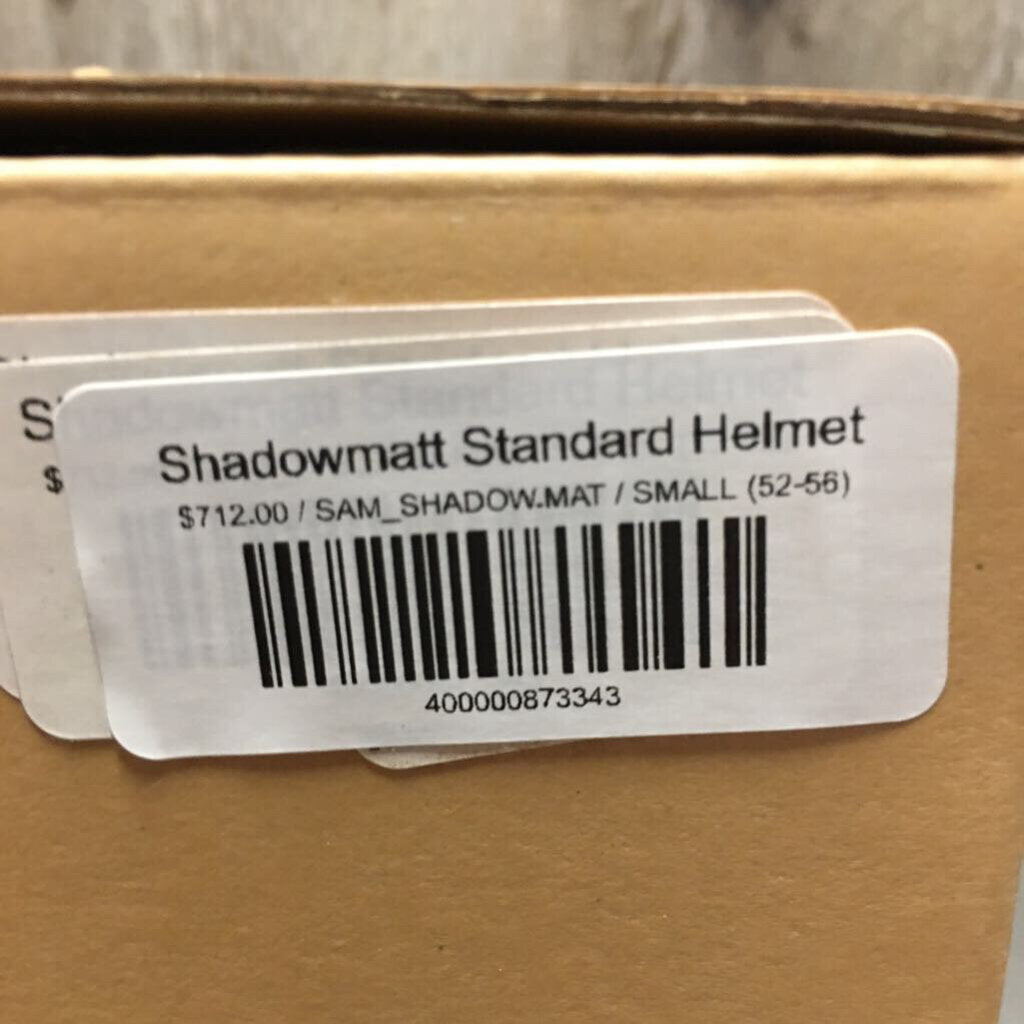 Shadowmatt Standard Helmet
$712.00 / SAM_SHADOW.MAT / SMALL (52-56)
400000873343